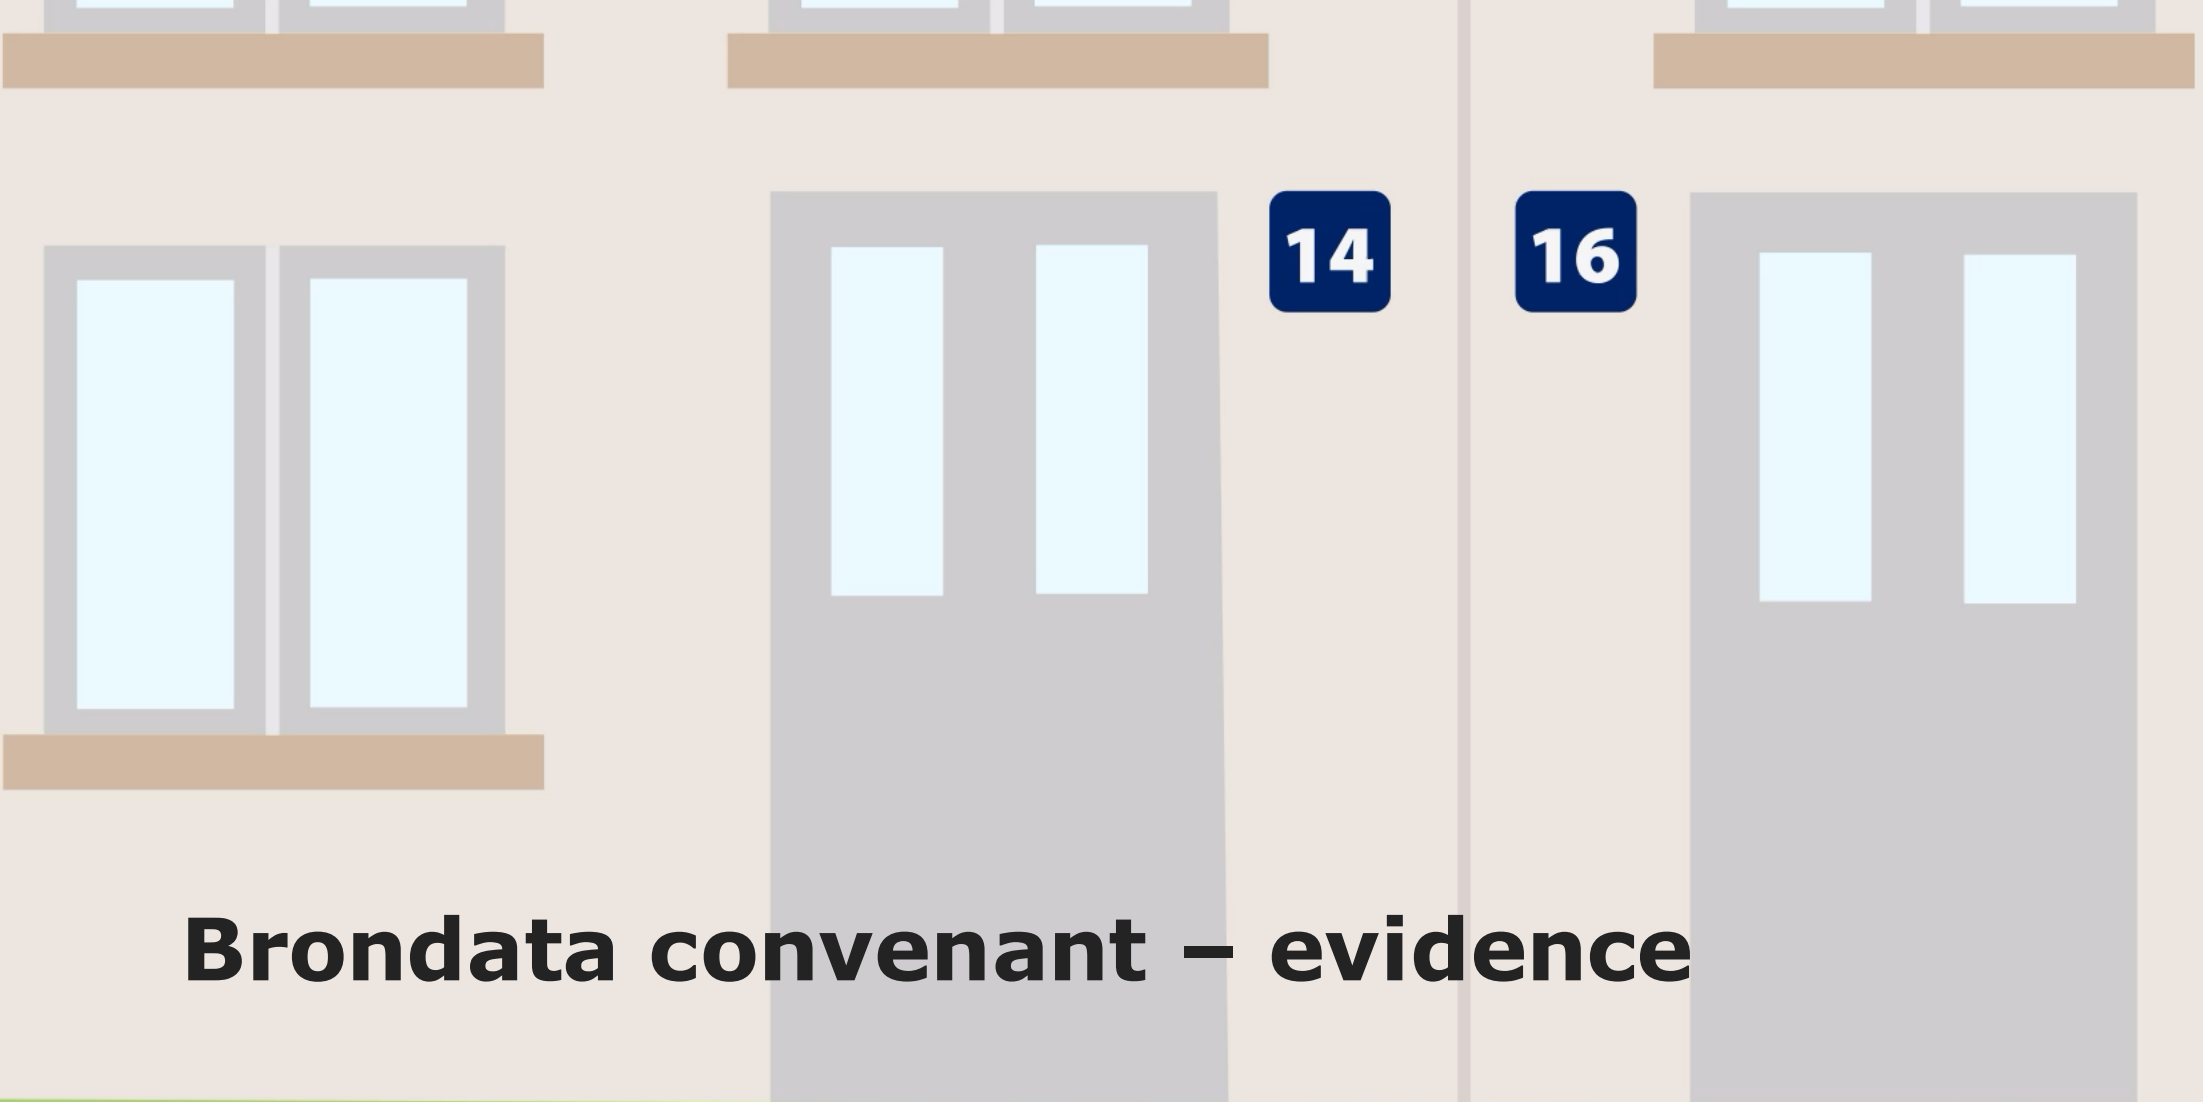 14
16
Brondata convenant – evidence